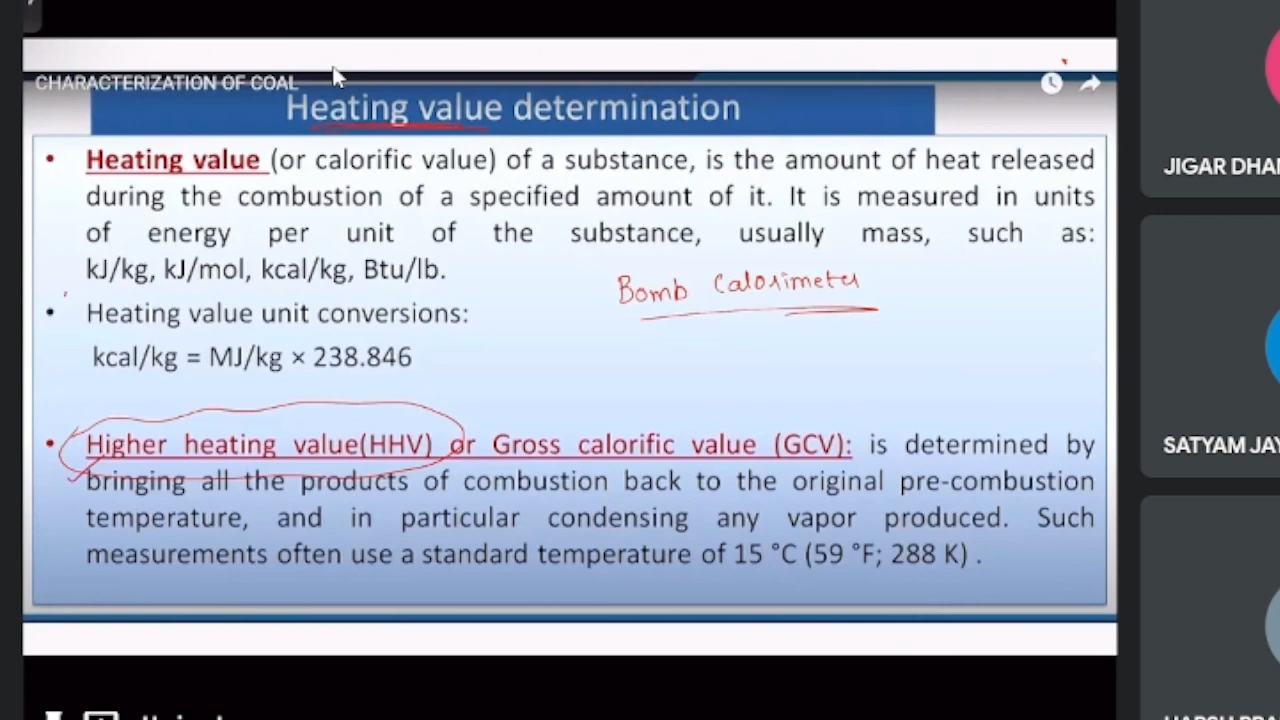 CHARACTERIZATION OF COAL
Heating value determination
• Heating value (or calorific value) of a substance, is the amount of heat released
during the combustion of a specified amount of it. It is measured in units
of energy per unit of the substance, usually mass, such as:
kJ/kg, kJ/mol, kcal/kg, Btu/lb.
Bomb Calorimeter
• Heating value unit conversions:
kcal/kg = MJ/kg × 238.846
• Higher heating value(HHV) or Gross calorific value (GCV): is determined by
bringing all the products of combustion back to the original pre-combustion
temperature, and in particular condensing any vapor produced. Such
measurements often use a standard temperature of 15 °C (59 °F; 288 K) .
JIGAR
SATYAM